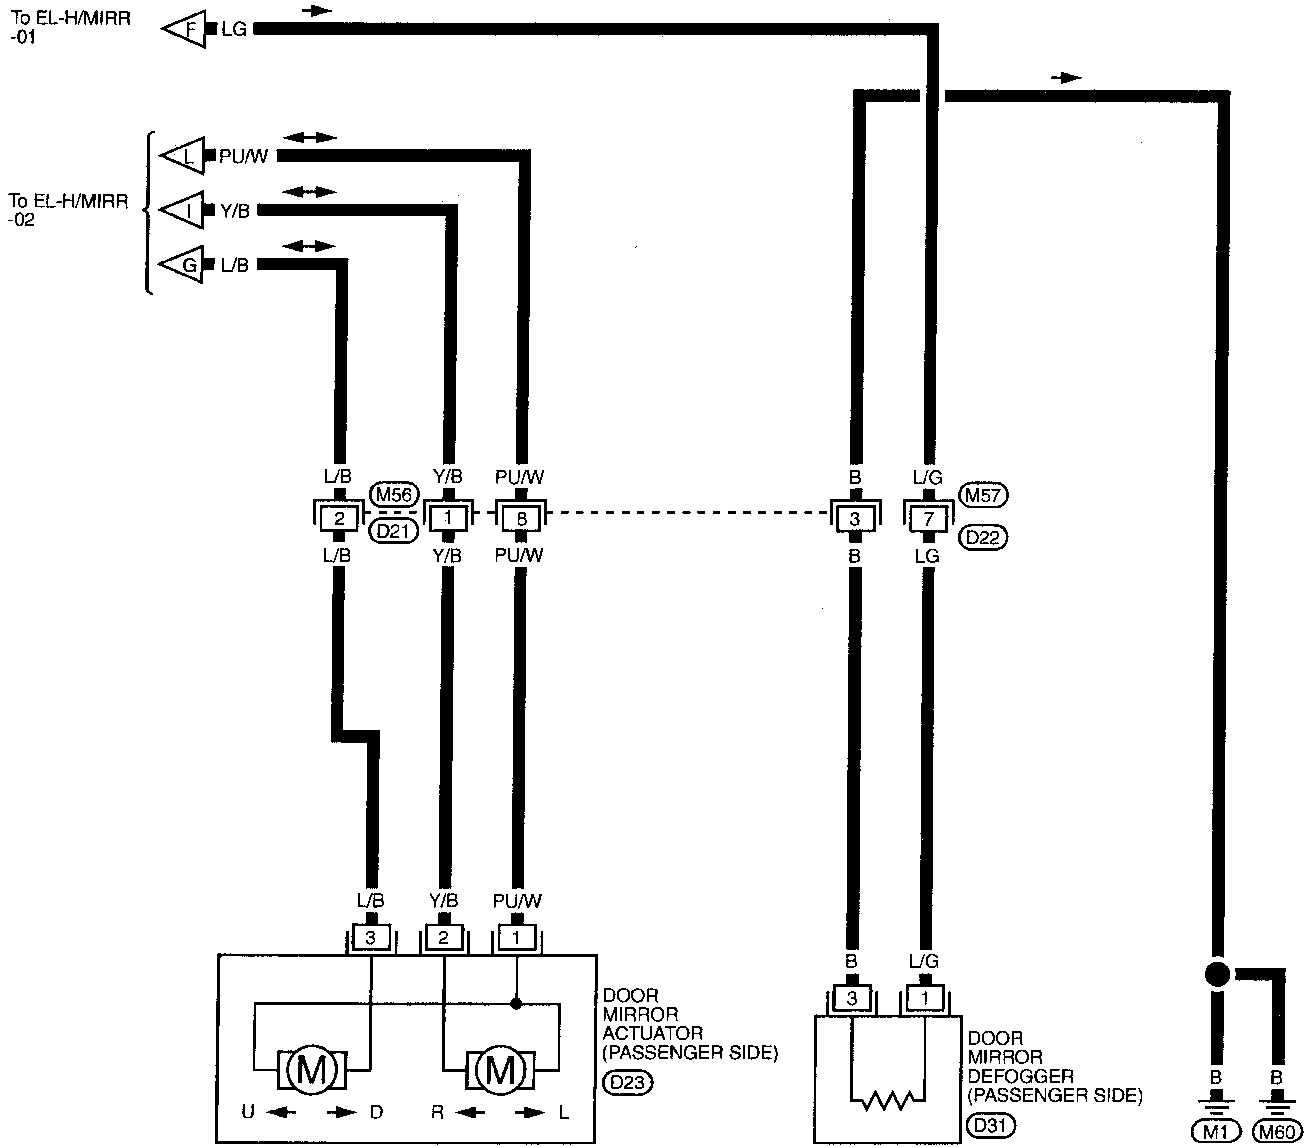 To EL-H/MIRR
-01
F
LG
L
PU/W
To EL-H/MIRR
-02
I
Y/B
G
L/B
L/B
Y/B
PU/W
B
L/G
M56
M57
2
1
8
3
7
D21
D22
L/B
Y/B
PU/W
B
LG
L/B
Y/B
PU/W
3
2
1
B
L/G
3
1
DOOR
MIRROR
ACTUATOR
(PASSENGER SIDE)
D23
M
M
U
D
R
L
DOOR
MIRROR
DEFOGGER
(PASSENGER SIDE)
D31
B
B
M1
M60